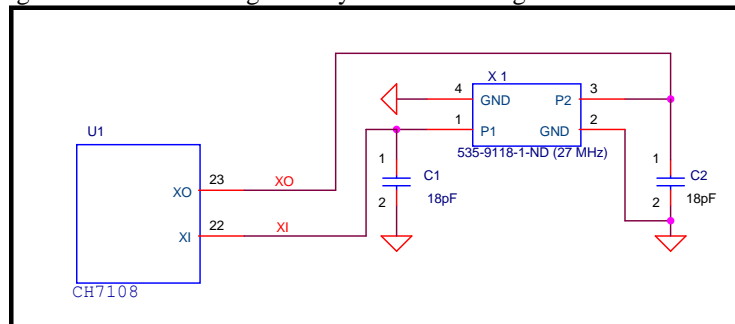 X 1
4
3
GND
P2
U1
1
2
P1
GND
535-9118-1-ND (27 MHz)
1
1
23
XO
C1
C2
XO
2
18pF
2
18pF
22
XI
XI
CH7108